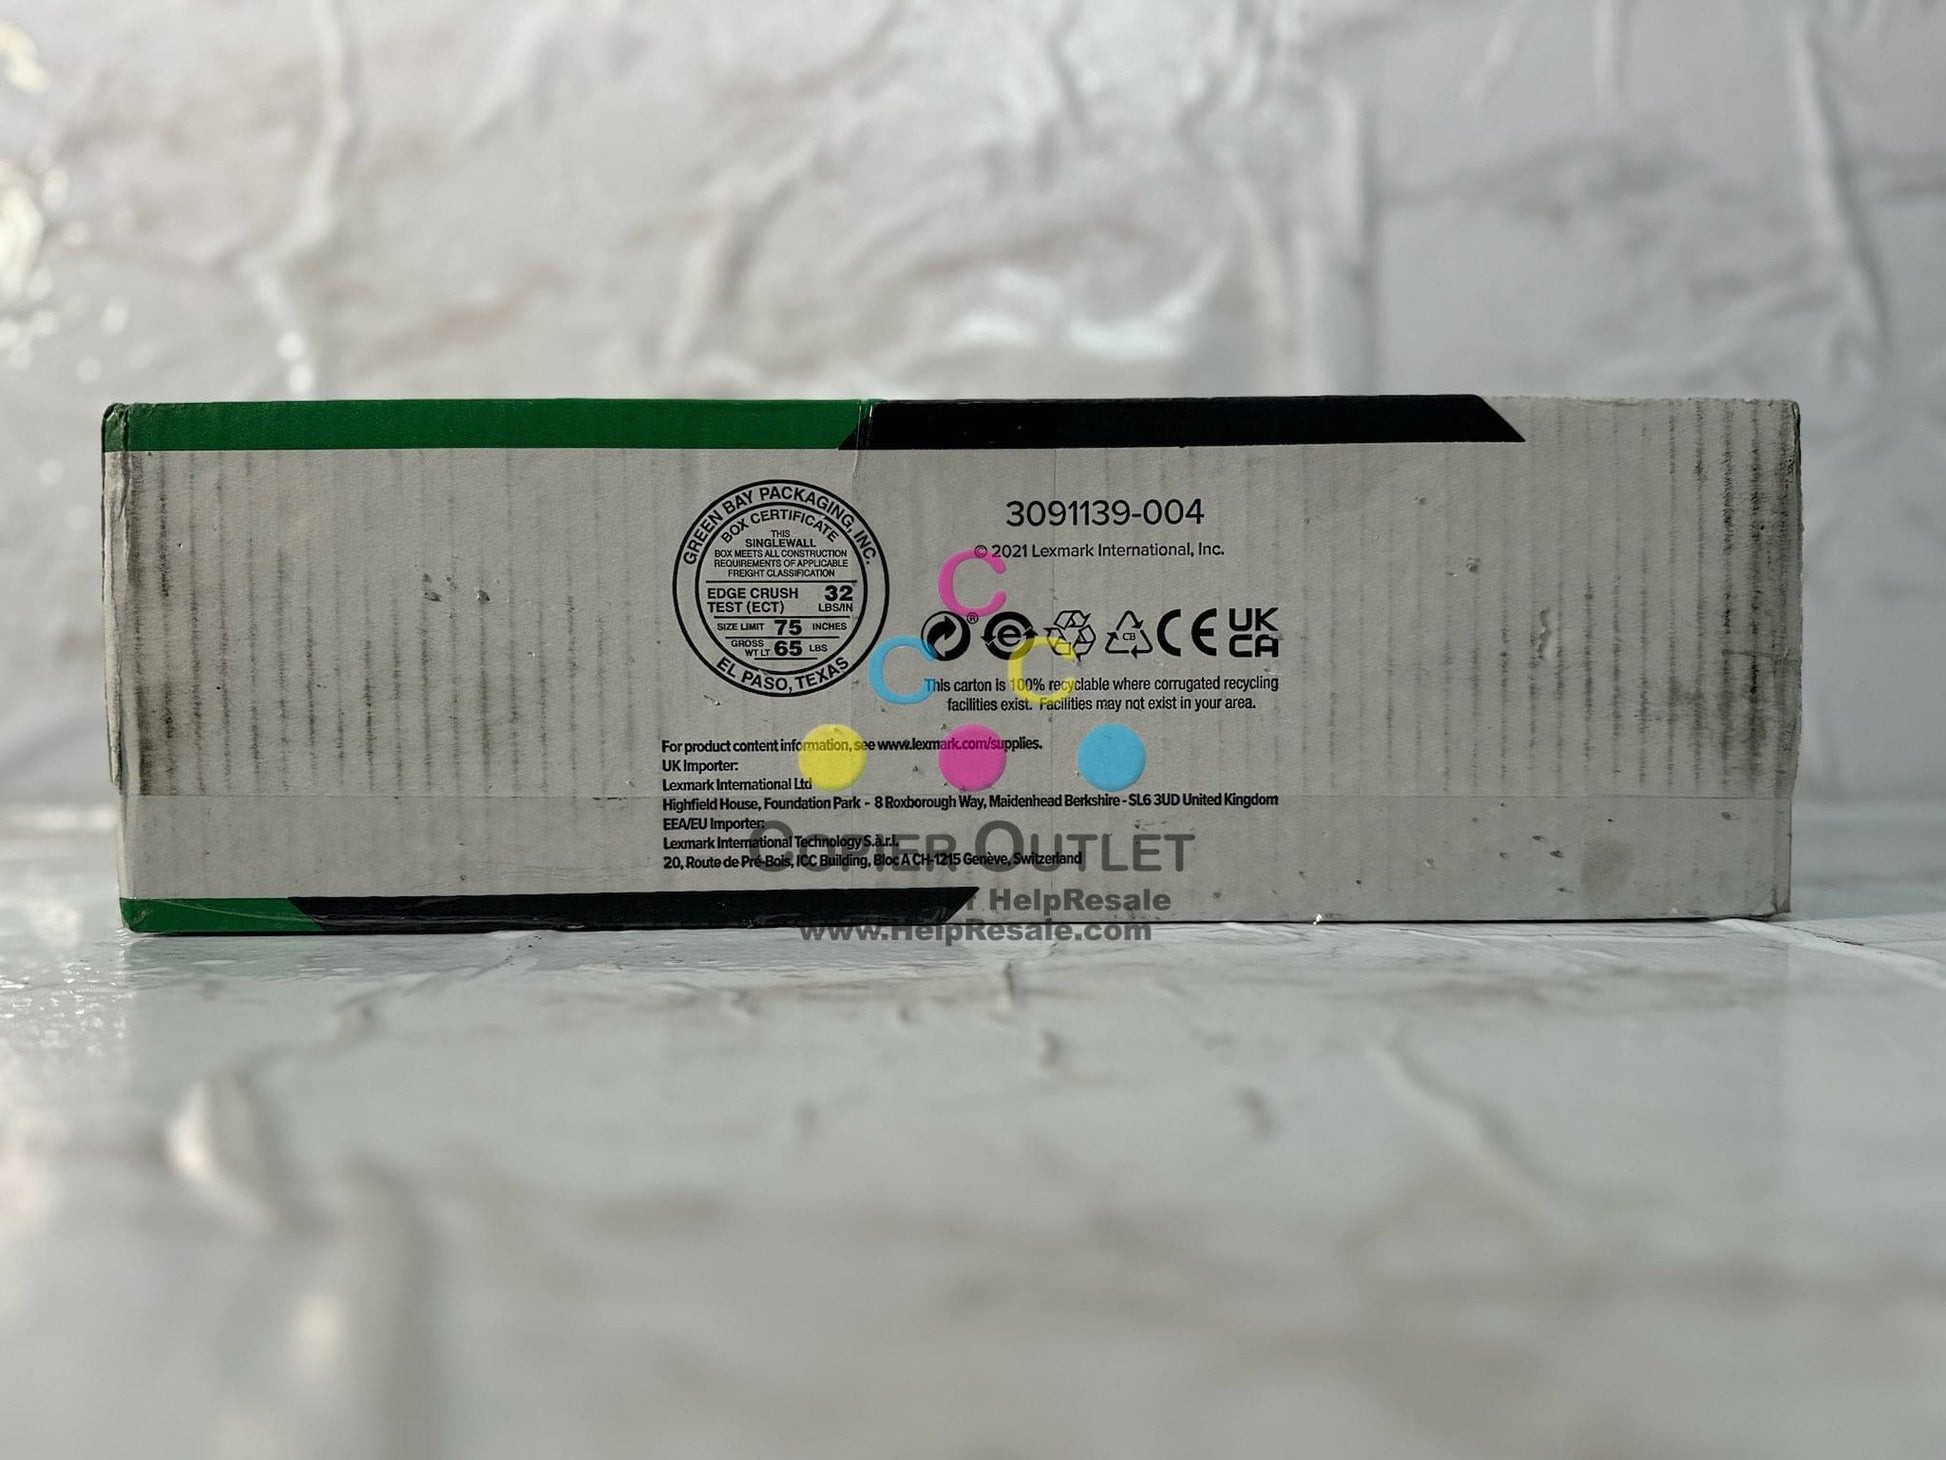 GREEN BAY PACKAGING, INC.
BOX CERTIFICATE
THIS
SINGLEWALL
BOX MEETS ALL CONSTRUCTION
REQUIREMENTS OF APPLICABLE
FREIGHT CLASSIFICATION
EDGE CRUSH 32
TEST (ECT) LBS/IN
SIZE LIMIT 75 INCHES
GROSS
WT LT 65 LBS
EL PASO, TEXAS
3091139-004
© 2021 Lexmark International, Inc.
C
® e CB CE UK
CA
C C
This carton is 100% recyclable where corrugated recycling
facilities exist. Facilities may not exist in your area.
For product content information, see www.lexmark.com/supplies.
UK Importer:
Lexmark International Ltd
Highfield House, Foundation Park - 8 Roxborough Way, Maidenhead Berkshire - SL6 3UD United Kingdom
EEA/EU Importer:
Lexmark International Technology S.à.r.l.
20, Route de Pré-Bois, ICC Building, Bloc A CH-1215 Genève, Switzerland
COPIER OUTLET
HelpResale
www.HelpResale.com